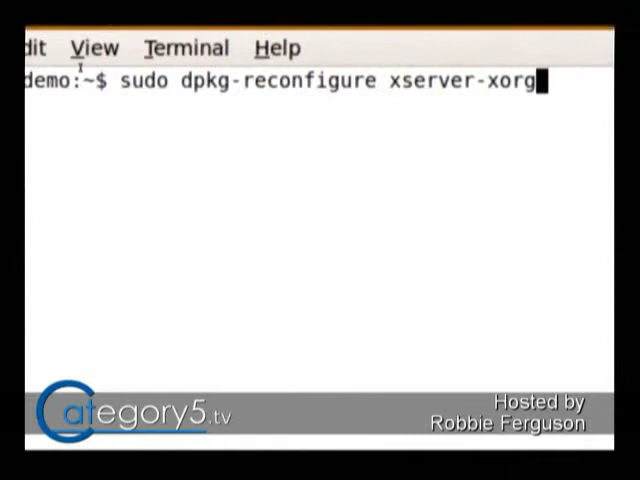 dit View Terminal Help
demo:~$ sudo dpkg-reconfigure xserver-xorg
Category5.tv
Hosted by
Robbie Ferguson